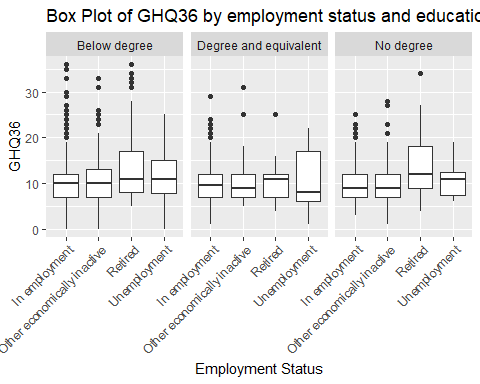 Box Plot of GHQ36 by employment status and educatio
Below degree
Degree and equivalent
No degree
GHQ36
30
20
10
0
In employment
Other economically inactive
Retired
Unemployment
In employment
Other economically inactive
Retired
Unemployment
In employment
Other economically inactive
Retired
Unemployment
Employment Status